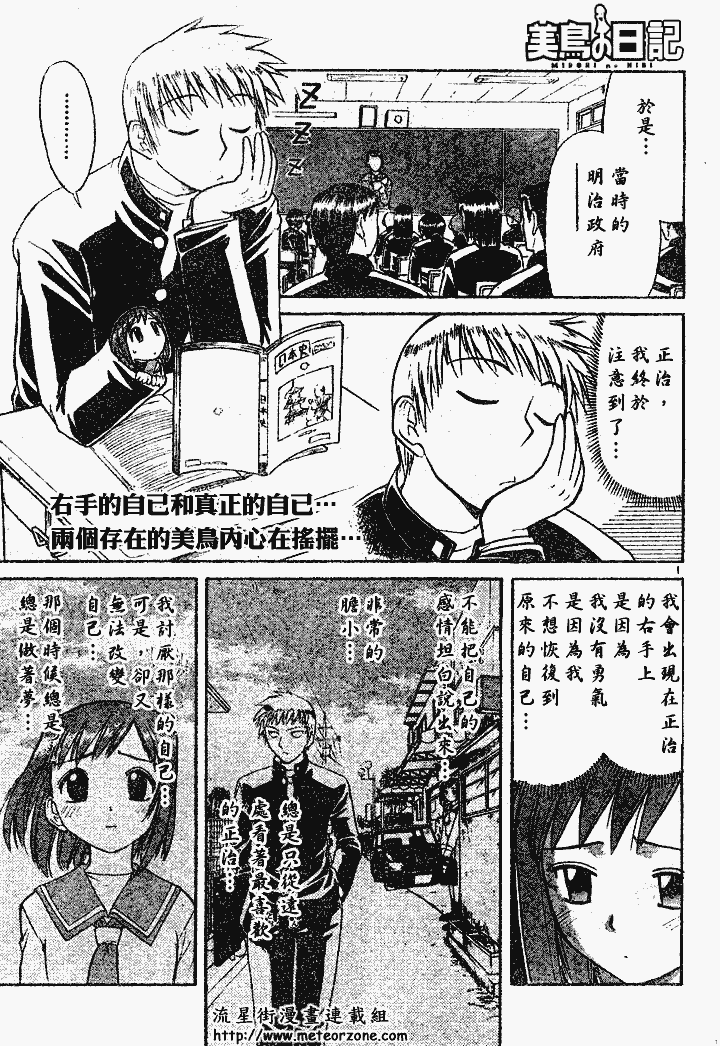 美鳥の日記
MIDORI no HIBI
於是…
當時的
明治政府
Z
Z
Z
………
日本史
日本史
正治，
我終於
注意到了…
右手的自己和真正的自己…
兩個存在的美鳥內心在搖擺…
1
我會出現在正治
的右手上
是因為
我沒有勇氣
是因為我
不想恢復到
原來的自己…
不能把自己的
感情坦白說出來…
非常的
膽小…
總是只從遠
處看著最喜歡
的正治…
我討厭那樣的自己…
可是，卻又
無法改變
自己…
那個時候總是
總是做著夢…
流星街漫畫連載組
http://www.meteorzone.com